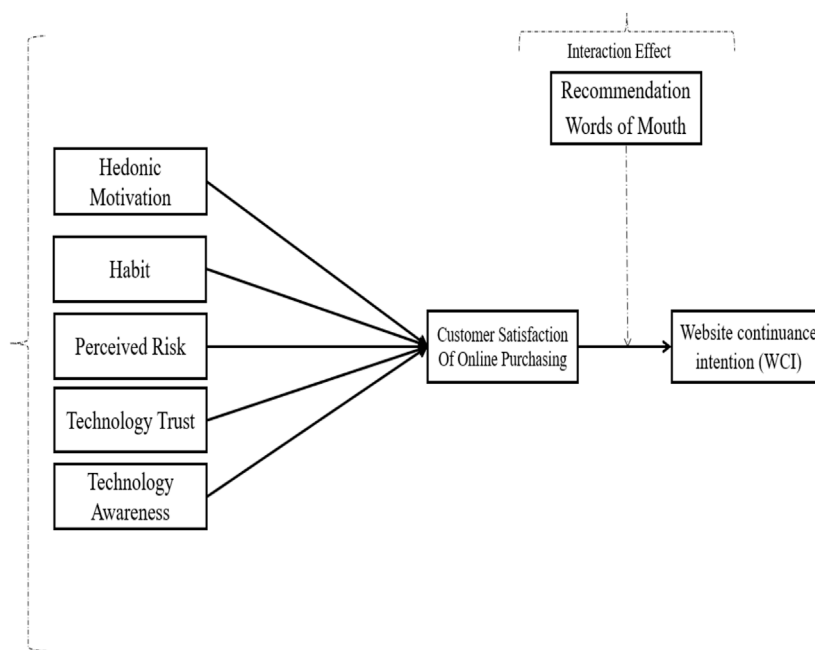 Interaction Effect
Recommendation
Words of Mouth
Hedonic
Motivation
Habit
Perceived Risk
Technology Trust
Technology
Awareness
Customer Satisfaction
Of Online Purchasing
Website continuance
intention (WCI)